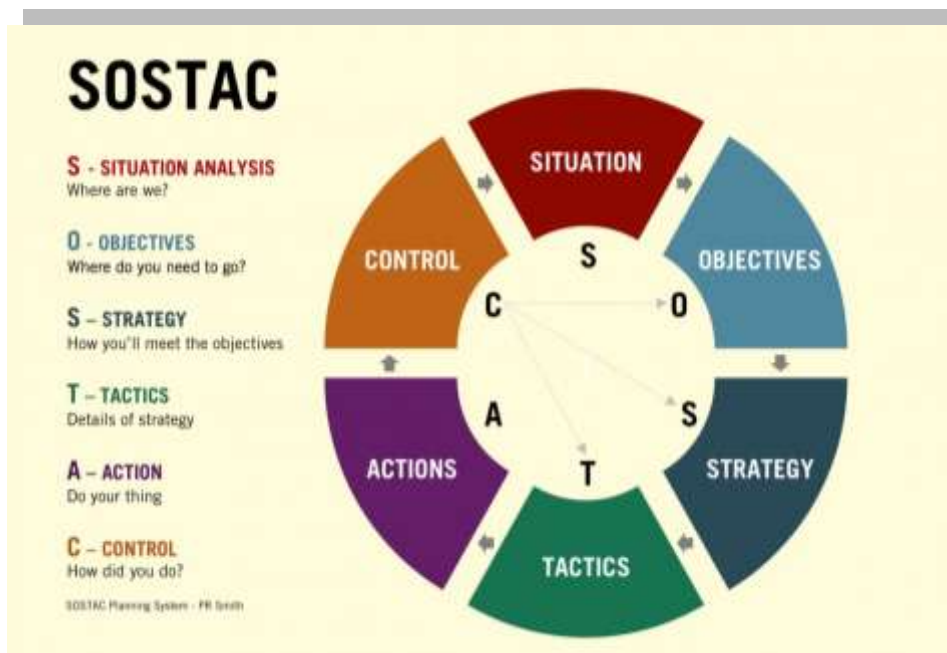 SOSTAC
S - SITUATION ANALYSIS
Where are we?
O - OBJECTIVES
Where do you need to go?
S – STRATEGY
How you'll meet the objectives
T – TACTICS
Details of strategy
A – ACTION
Do your thing
C – CONTROL
How did you do?
SOSTAC Planning System - PR Smith
SITUATION
OBJECTIVES
STRATEGY
TACTICS
ACTIONS
CONTROL
S
O
S
T
A
C